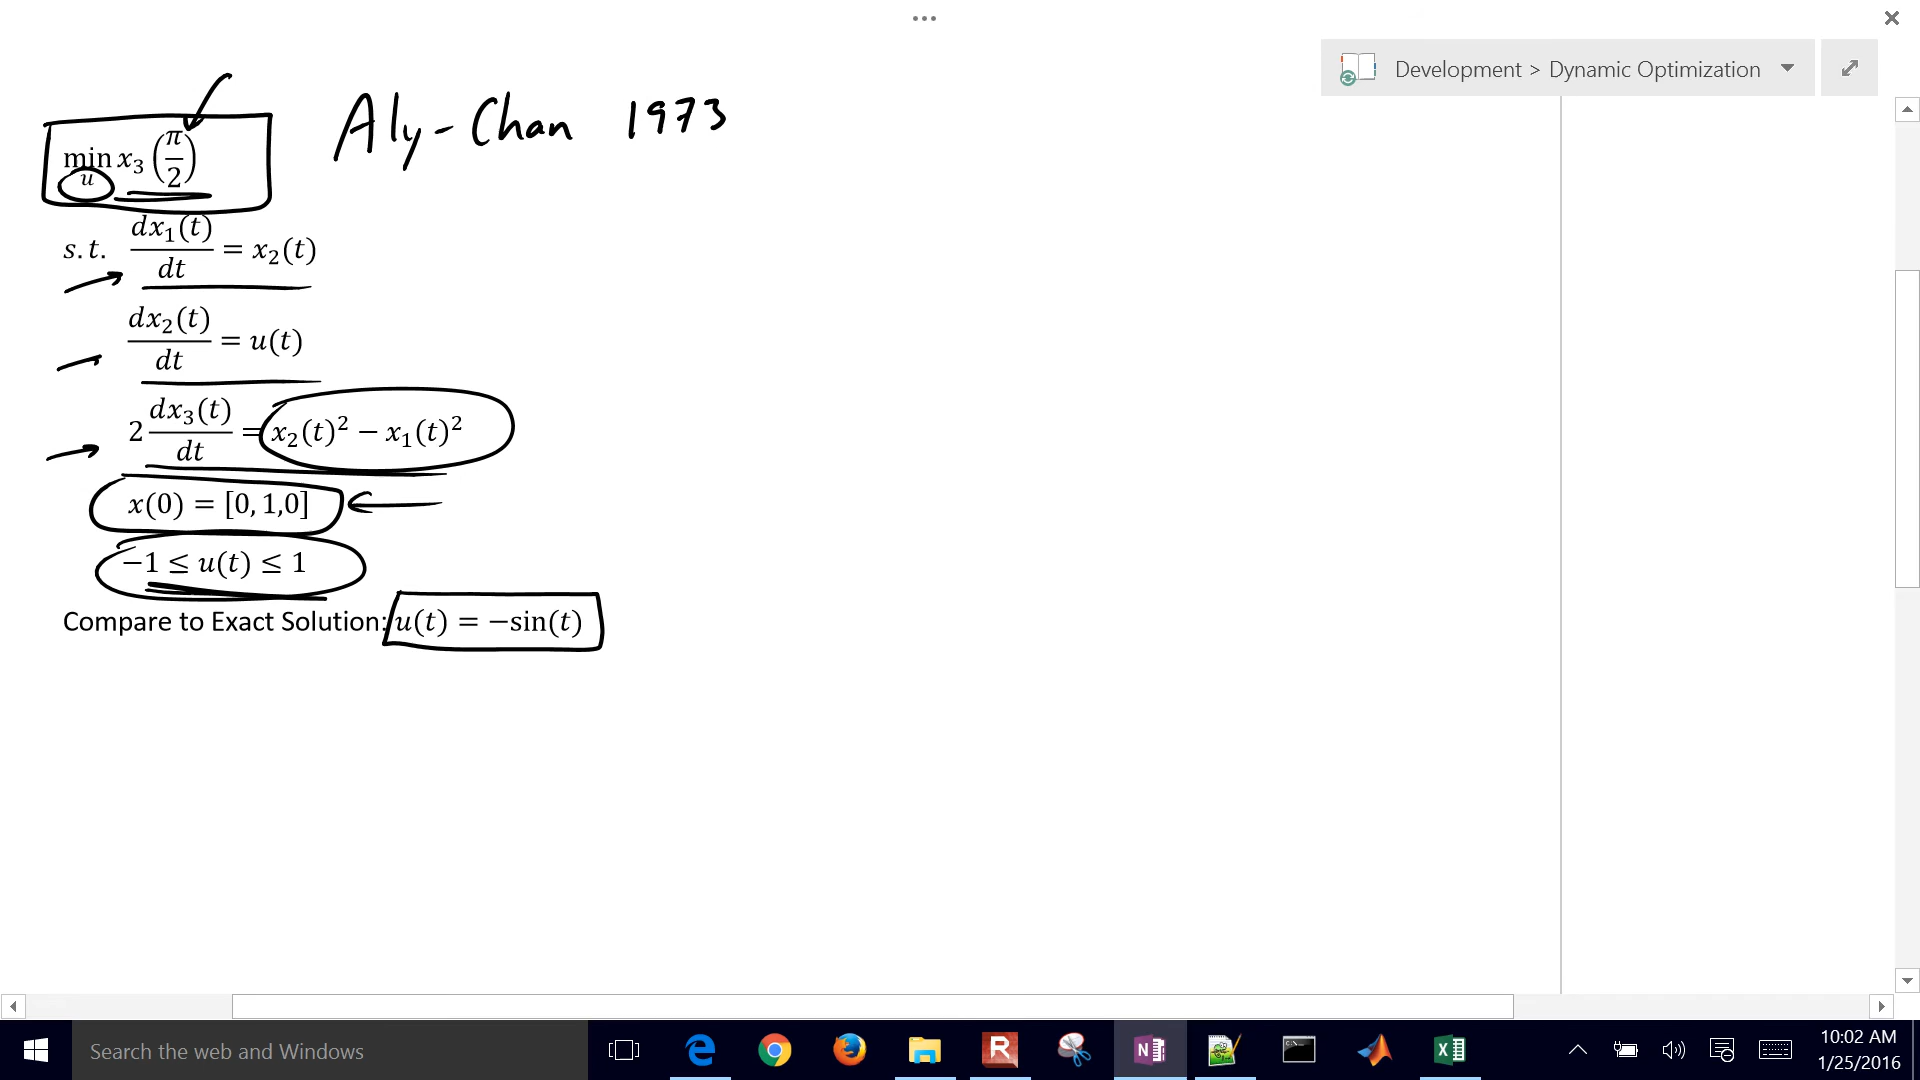 Development > Dynamic Optimization
Aly-Chan 1973
min x₃(π/2)
u
s.t. dx₁(t)/dt = x₂(t)
dx₂(t)/dt = u(t)
2 dx₃(t)/dt = x₂(t)² − x₁(t)²
x(0) = [0, 1,0]
−1 ≤ u(t) ≤ 1
Compare to Exact Solution: u(t) = −sin(t)
Search the web and Windows
10:02 AM
1/25/2016